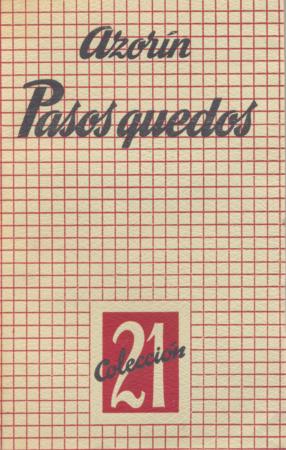 Azorín
Pasos quedos
21
Colección